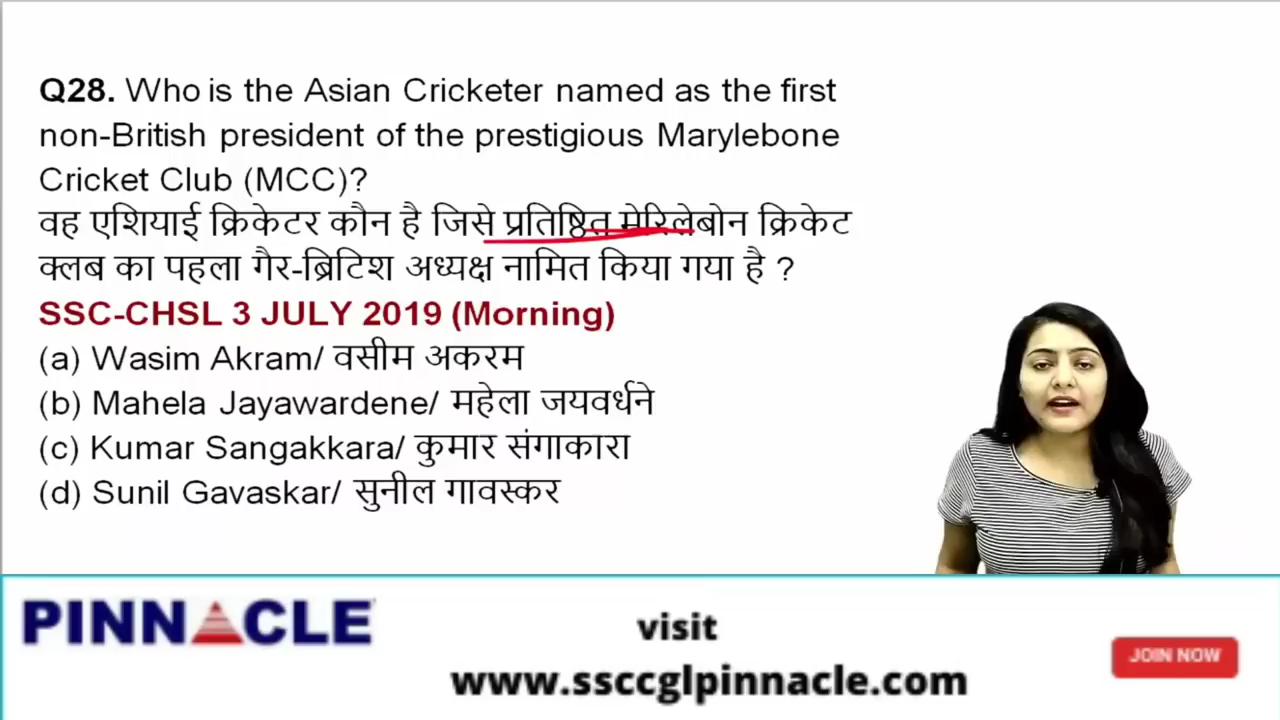 Q28. Who is the Asian Cricketer named as the first
non-British president of the prestigious Marylebone
Cricket Club (MCC)?
वह एशियाई क्रिकेटर कौन है जिसे प्रतिष्ठित मेरिलेबोन क्रिकेट
क्लब का पहला गैर-ब्रिटिश अध्यक्ष नामित किया गया है ?
SSC-CHSL 3 JULY 2019 (Morning)
(a) Wasim Akram/ वसीम अकरम
(b) Mahela Jayawardene/ महेला जयवर्धने
(c) Kumar Sangakkara/ कुमार संगाकारा
(d) Sunil Gavaskar/ सुनील गावस्कर
PINNACLE
visit
www.ssccglpinnacle.com
JOIN NOW